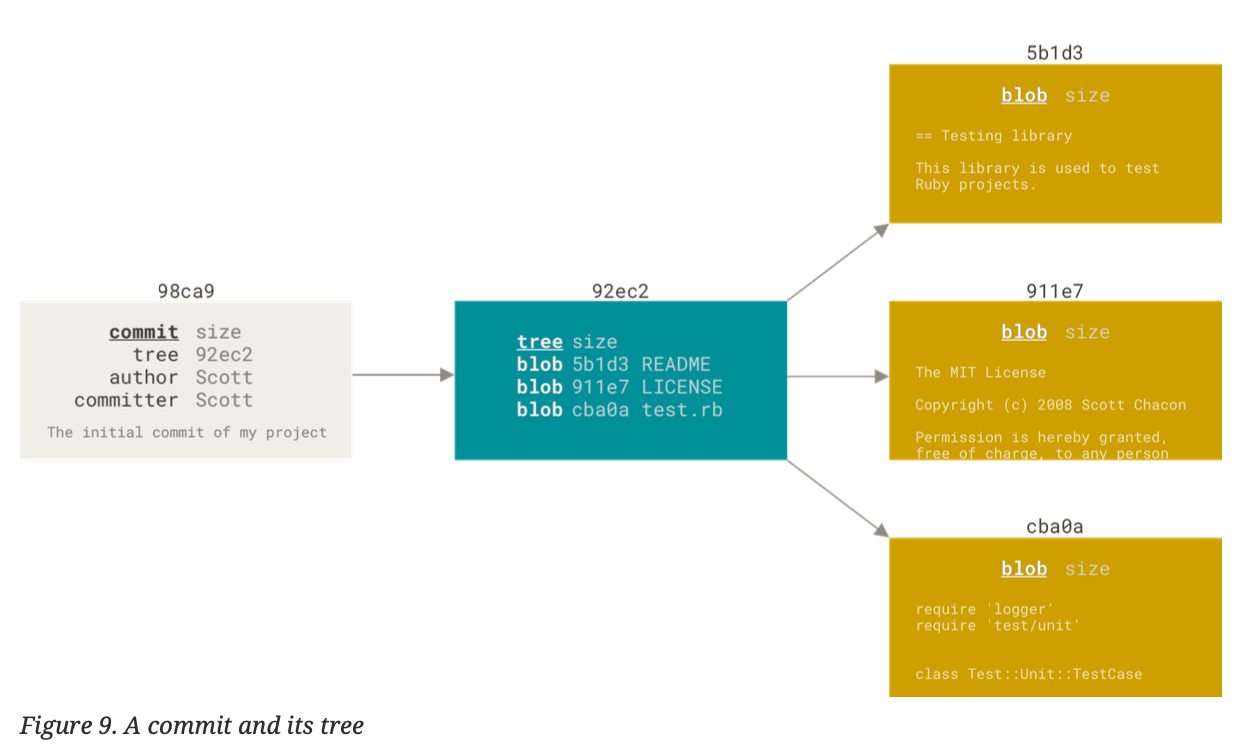 98ca9
commit size
tree 92ec2
author Scott
committer Scott
The initial commit of my project
92ec2
tree size
blob 5b1d3 README
blob 911e7 LICENSE
blob cba0a test.rb
5b1d3
blob size
== Testing library
This library is used to test
Ruby projects.
911e7
blob size
The MIT License
Copyright (c) 2008 Scott Chacon
Permission is hereby granted,
free of charge, to any person
cba0a
blob size
require 'logger'
require 'test/unit'
class Test::Unit::TestCase
Figure 9. A commit and its tree